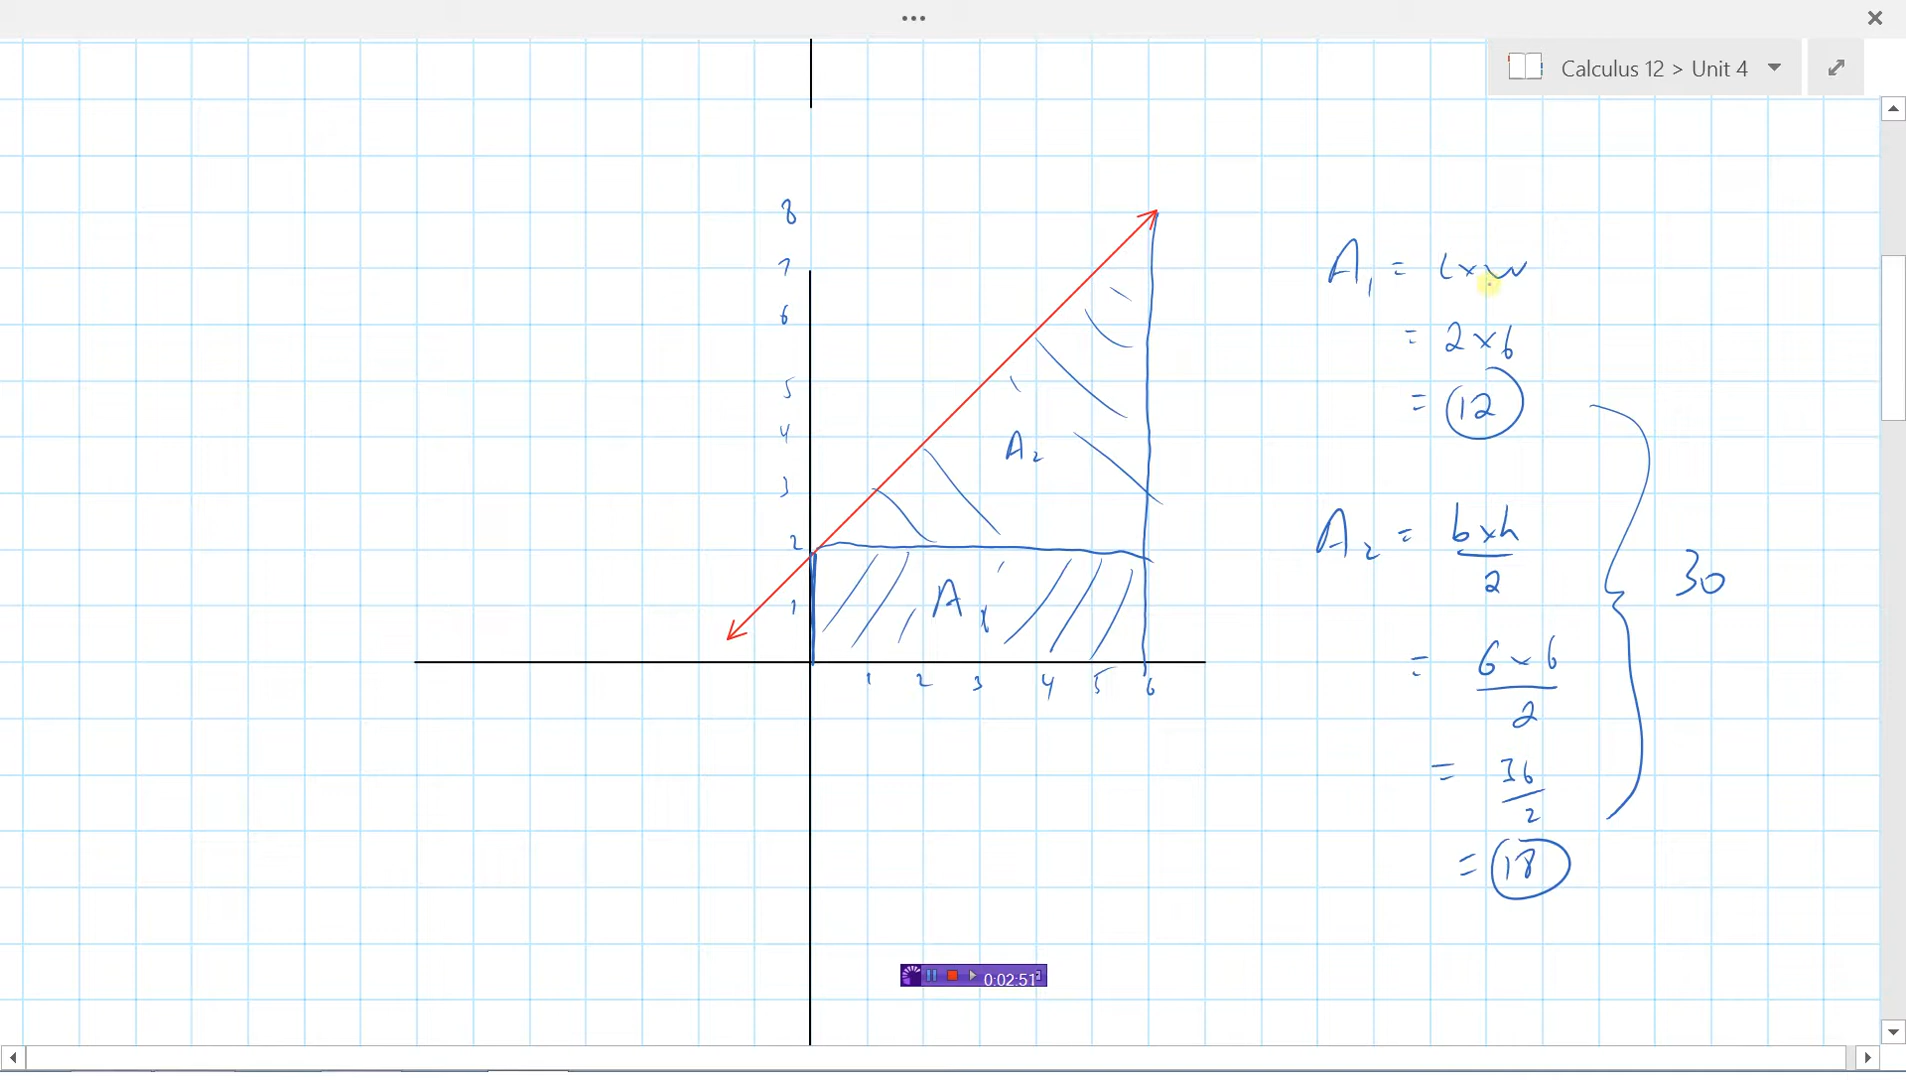 Calculus 12 > Unit 4
8
7
6
5
4
3
2
1
A₂
A₁
1 2 3 4 5 6
A₁ = l×w
= 2×6
= 12
A₂ = b×h/2
= 6×6/2
= 36/2
= 18
30
0:02:51